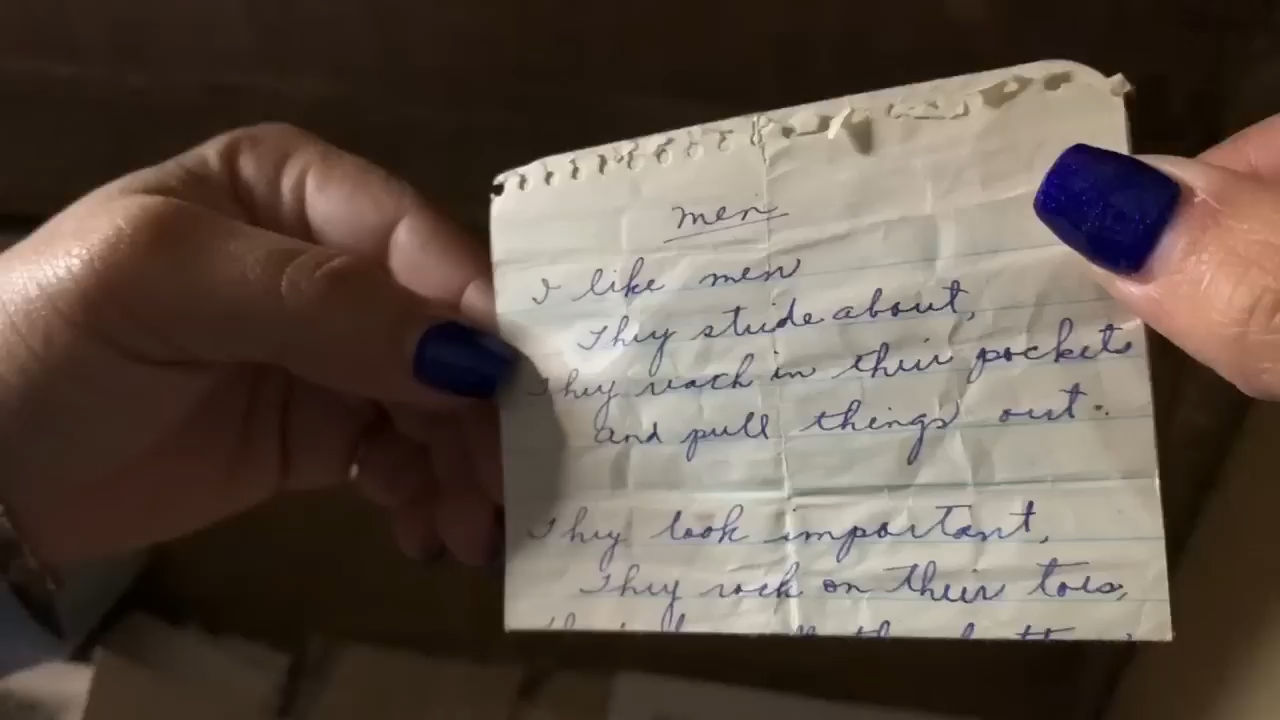 men
I like men
They stride about,
They reach in their pockets
and pull things out.
They look important,
They rock on their toes,